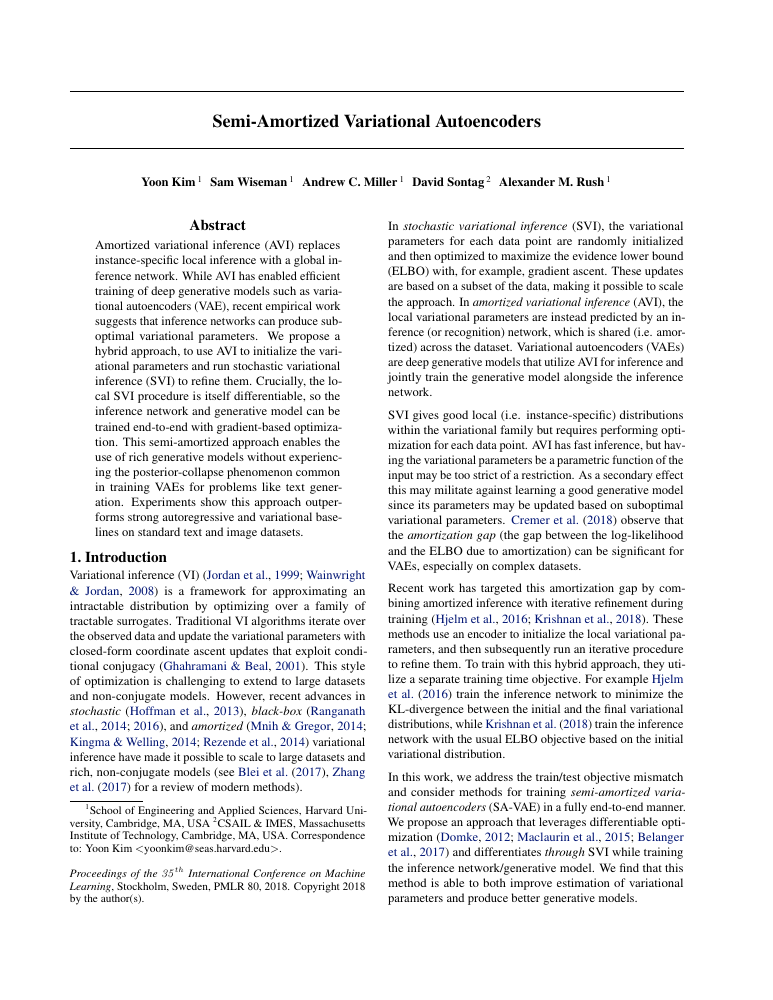 Semi-Amortized Variational Autoencoders
Yoon Kim 1 Sam Wiseman 1 Andrew C. Miller 1 David Sontag 2 Alexander M. Rush 1
Abstract
Amortized variational inference (AVI) replaces
instance-specific local inference with a global in-
ference network. While AVI has enabled efficient
training of deep generative models such as varia-
tional autoencoders (VAE), recent empirical work
suggests that inference networks can produce sub-
optimal variational parameters. We propose a
hybrid approach, to use AVI to initialize the vari-
ational parameters and run stochastic variational
inference (SVI) to refine them. Crucially, the lo-
cal SVI procedure is itself differentiable, so the
inference network and generative model can be
trained end-to-end with gradient-based optimiza-
tion. This semi-amortized approach enables the
use of rich generative models without experienc-
ing the posterior-collapse phenomenon common
in training VAEs for problems like text gener-
ation. Experiments show this approach outper-
forms strong autoregressive and variational base-
lines on standard text and image datasets.
1. Introduction
Variational inference (VI) (Jordan et al., 1999; Wainwright
& Jordan, 2008) is a framework for approximating an
intractable distribution by optimizing over a family of
tractable surrogates. Traditional VI algorithms iterate over
the observed data and update the variational parameters with
closed-form coordinate ascent updates that exploit condi-
tional conjugacy (Ghahramani & Beal, 2001). This style
of optimization is challenging to extend to large datasets
and non-conjugate models. However, recent advances in
stochastic (Hoffman et al., 2013), black-box (Ranganath
et al., 2014; 2016), and amortized (Mnih & Gregor, 2014;
Kingma & Welling, 2014; Rezende et al., 2014) variational
inference have made it possible to scale to large datasets and
rich, non-conjugate models (see Blei et al. (2017), Zhang
et al. (2017) for a review of modern methods).
1School of Engineering and Applied Sciences, Harvard Uni-
versity, Cambridge, MA, USA 2CSAIL & IMES, Massachusetts
Institute of Technology, Cambridge, MA, USA. Correspondence
to: Yoon Kim <yoonkim@seas.harvard.edu>.
Proceedings of the 35th International Conference on Machine
Learning, Stockholm, Sweden, PMLR 80, 2018. Copyright 2018
by the author(s).
In stochastic variational inference (SVI), the variational
parameters for each data point are randomly initialized
and then optimized to maximize the evidence lower bound
(ELBO) with, for example, gradient ascent. These updates
are based on a subset of the data, making it possible to scale
the approach. In amortized variational inference (AVI), the
local variational parameters are instead predicted by an in-
ference (or recognition) network, which is shared (i.e. amor-
tized) across the dataset. Variational autoencoders (VAEs)
are deep generative models that utilize AVI for inference and
jointly train the generative model alongside the inference
network.
SVI gives good local (i.e. instance-specific) distributions
within the variational family but requires performing opti-
mization for each data point. AVI has fast inference, but hav-
ing the variational parameters be a parametric function of the
input may be too strict of a restriction. As a secondary effect
this may militate against learning a good generative model
since its parameters may be updated based on suboptimal
variational parameters. Cremer et al. (2018) observe that
the amortization gap (the gap between the log-likelihood
and the ELBO due to amortization) can be significant for
VAEs, especially on complex datasets.
Recent work has targeted this amortization gap by com-
bining amortized inference with iterative refinement during
training (Hjelm et al., 2016; Krishnan et al., 2018). These
methods use an encoder to initialize the local variational pa-
rameters, and then subsequently run an iterative procedure
to refine them. To train with this hybrid approach, they uti-
lize a separate training time objective. For example Hjelm
et al. (2016) train the inference network to minimize the
KL-divergence between the initial and the final variational
distributions, while Krishnan et al. (2018) train the inference
network with the usual ELBO objective based on the initial
variational distribution.
In this work, we address the train/test objective mismatch
and consider methods for training semi-amortized varia-
tional autoencoders (SA-VAE) in a fully end-to-end manner.
We propose an approach that leverages differentiable opti-
mization (Domke, 2012; Maclaurin et al., 2015; Belanger
et al., 2017) and differentiates through SVI while training
the inference network/generative model. We find that this
method is able to both improve estimation of variational
parameters and produce better generative models.